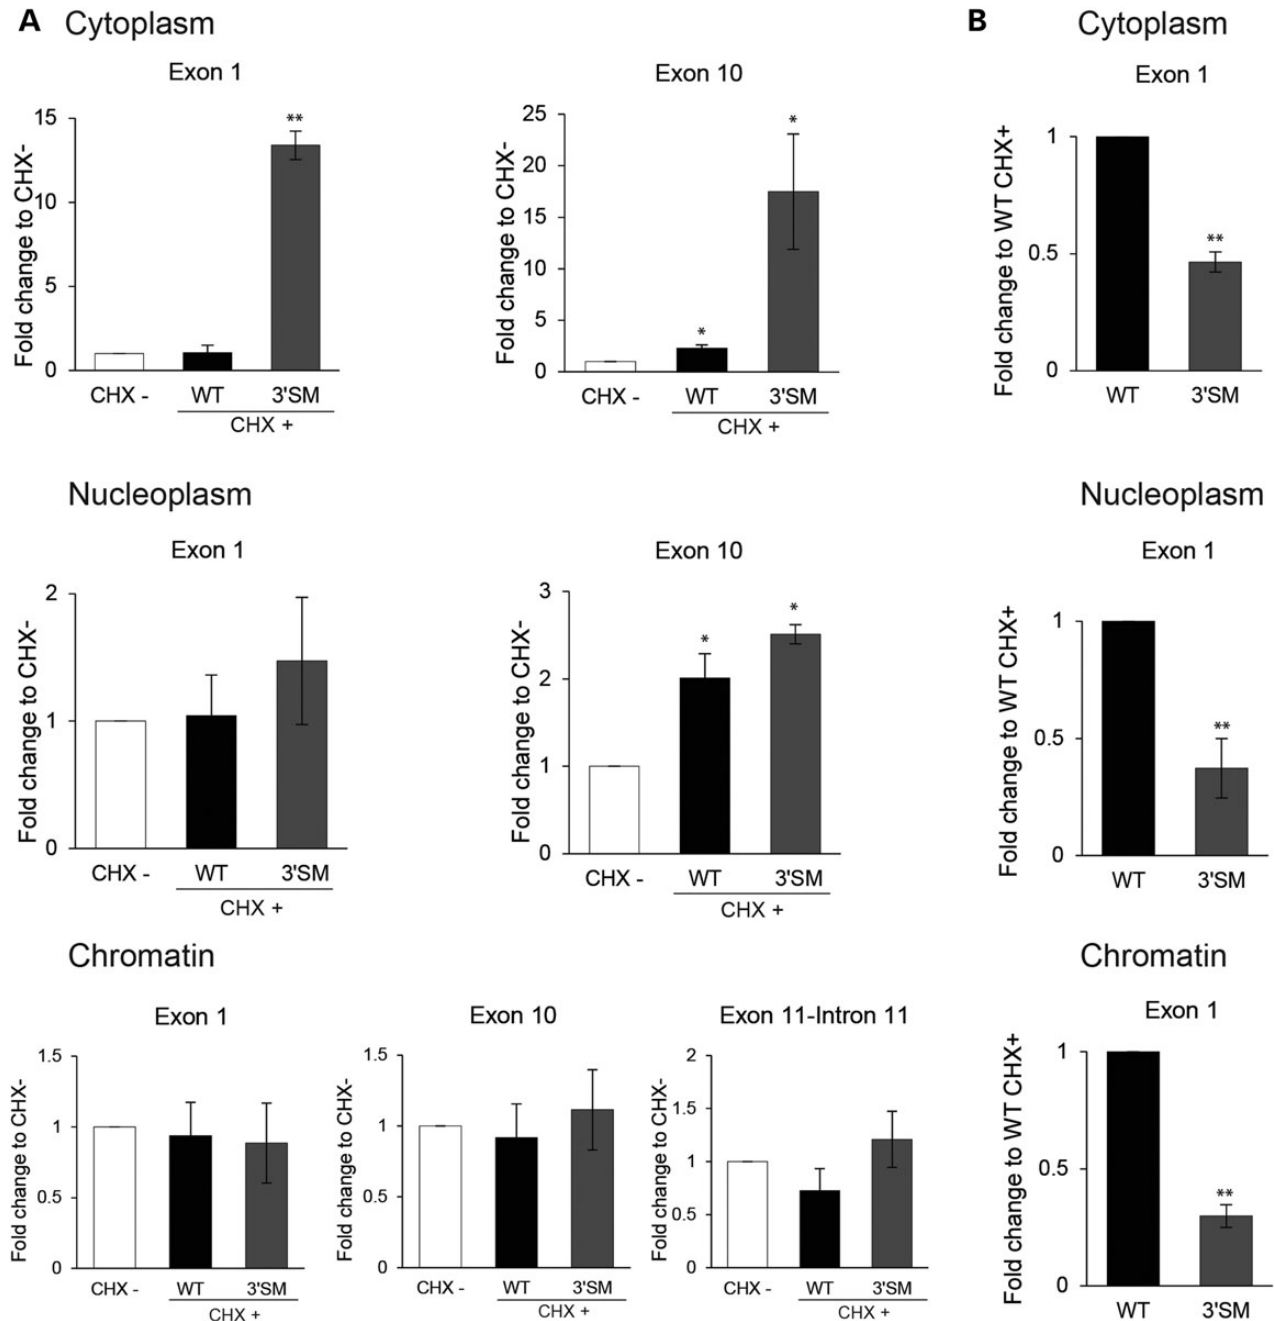 A Cytoplasm
Exon 1
Fold change to CHX-
15
10
5
0
**
CHX - WT 3'SM
CHX +
Exon 10
Fold change to CHX-
25
20
15
10
5
0
*
*
CHX - WT 3'SM
CHX +
Nucleoplasm
Exon 1
Fold change to CHX-
2
1
0
CHX - WT 3'SM
CHX +
Exon 10
Fold change to CHX-
3
2
1
0
*
*
CHX - WT 3'SM
CHX +
Chromatin
Exon 1
Fold change to CHX-
1.5
1
0.5
0
CHX - WT 3'SM
CHX +
Exon 10
Fold change to CHX-
1.5
1
0.5
0
CHX - WT 3'SM
CHX +
Exon 11-Intron 11
Fold change to CHX-
2
1.5
1
0.5
0
CHX - WT 3'SM
CHX +
B Cytoplasm
Exon 1
Fold change to WT CHX+
1
0.5
0
**
WT 3'SM
Nucleoplasm
Exon 1
Fold change to WT CHX+
1
0.5
0
**
WT 3'SM
Chromatin
Exon 1
Fold change to WT CHX+
1
0.5
0
**
WT 3'SM